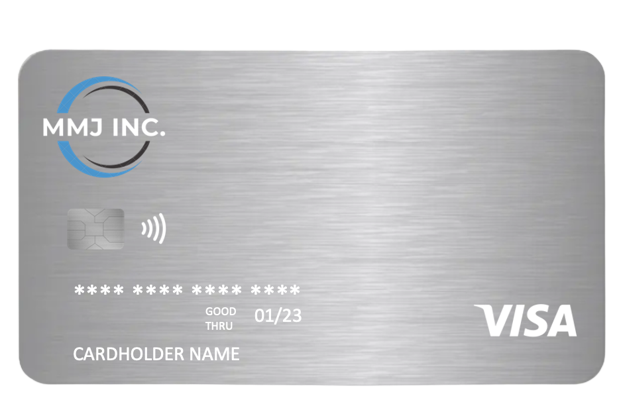 MMJ INC.
**** **** **** ****
GOOD THRU 01/23
CARDHOLDER NAME
VISA